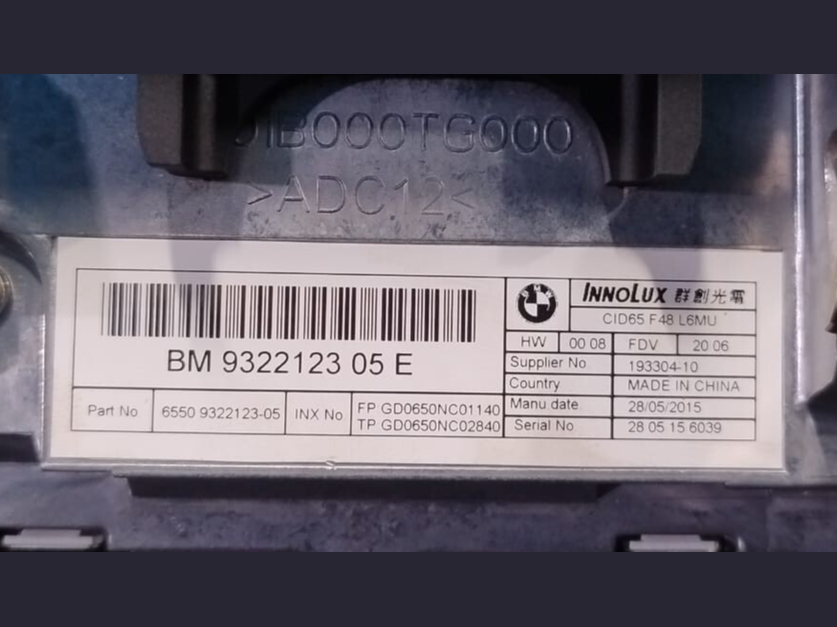 JIB000TG000
>ADC12<
BM 9322123 05 E
Part No 6550 9322123-05 INX No FP GD0650NC01140
TP GD0650NC02840
BMW INNOLUX 群創光電
CID65 F48 L6MU
HW 00 08 FDV 20 06
Supplier No 193304-10
Country MADE IN CHINA
Manu date 28/05/2015
Serial No 28 05 15 6039